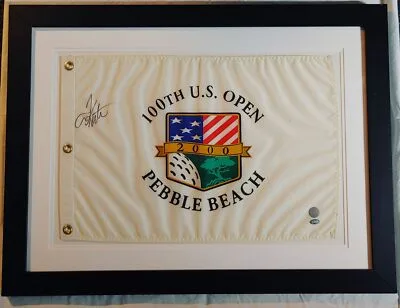 100TH U.S. OPEN
2000
PEBBLE BEACH